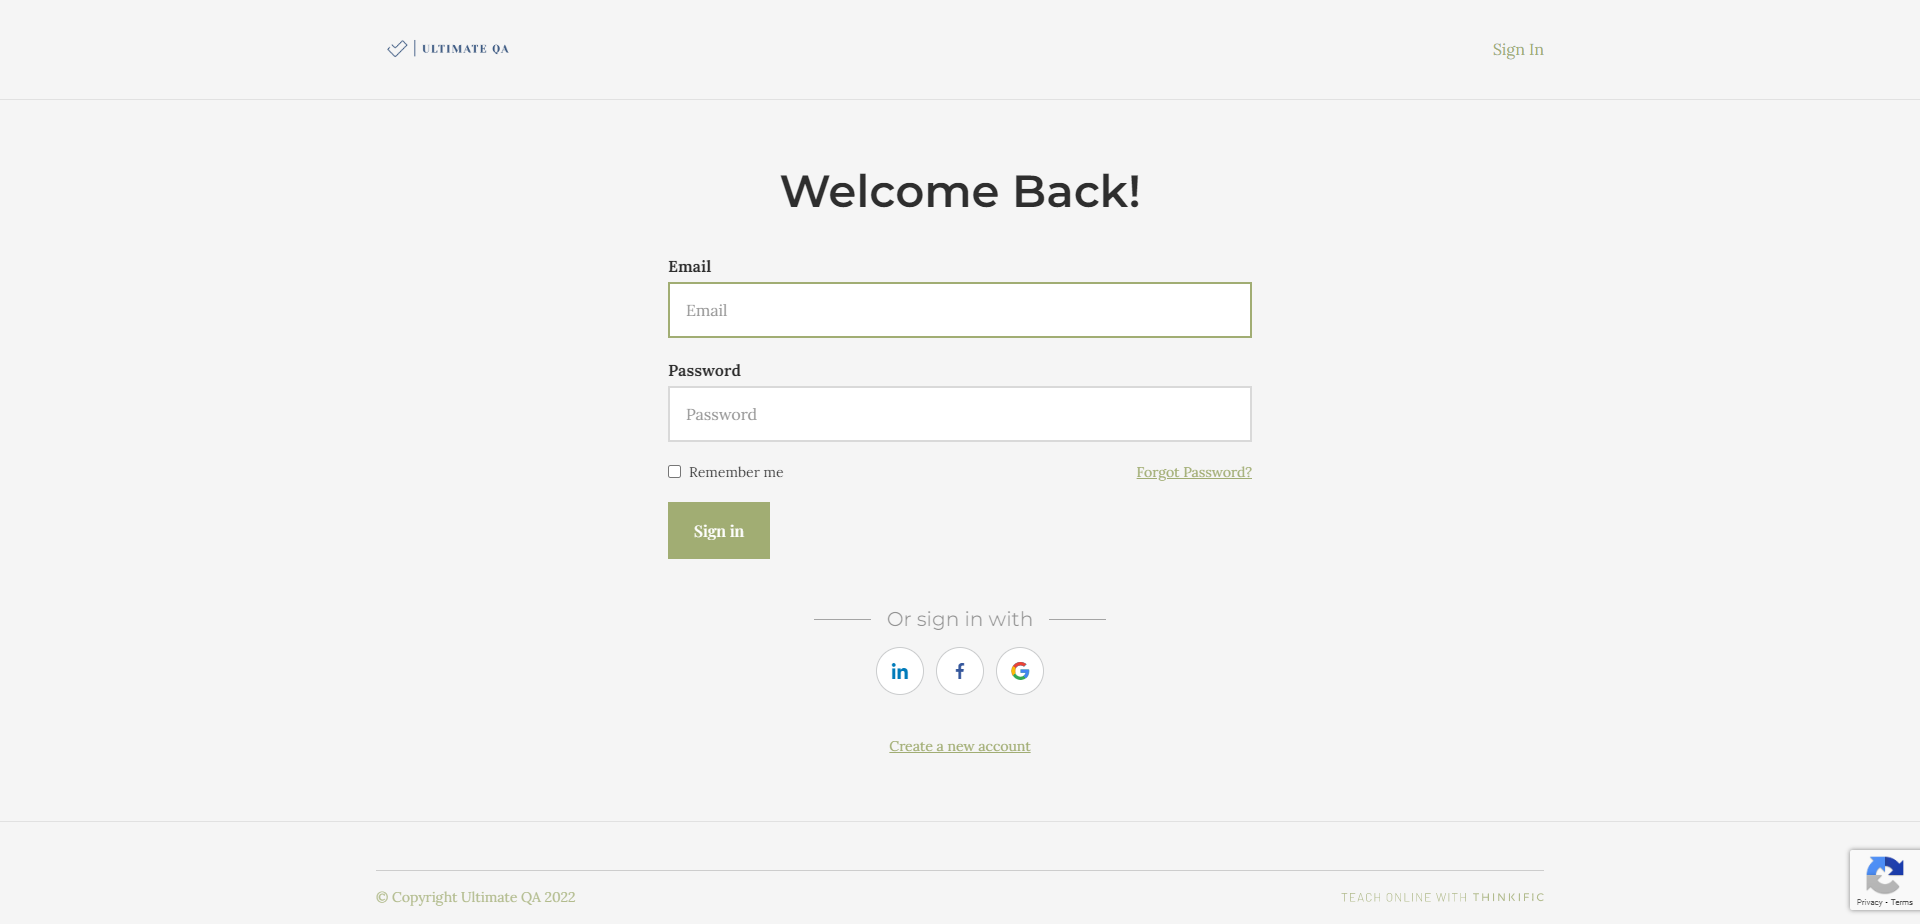 ULTIMATE QA
Sign In
Welcome Back!
Email
Email
Password
Password
Remember me
Forgot Password?
Sign in
Or sign in with
in
f
G
Create a new account
© Copyright Ultimate QA 2022
TEACH ONLINE WITH THINKIFIC
Privacy - Terms